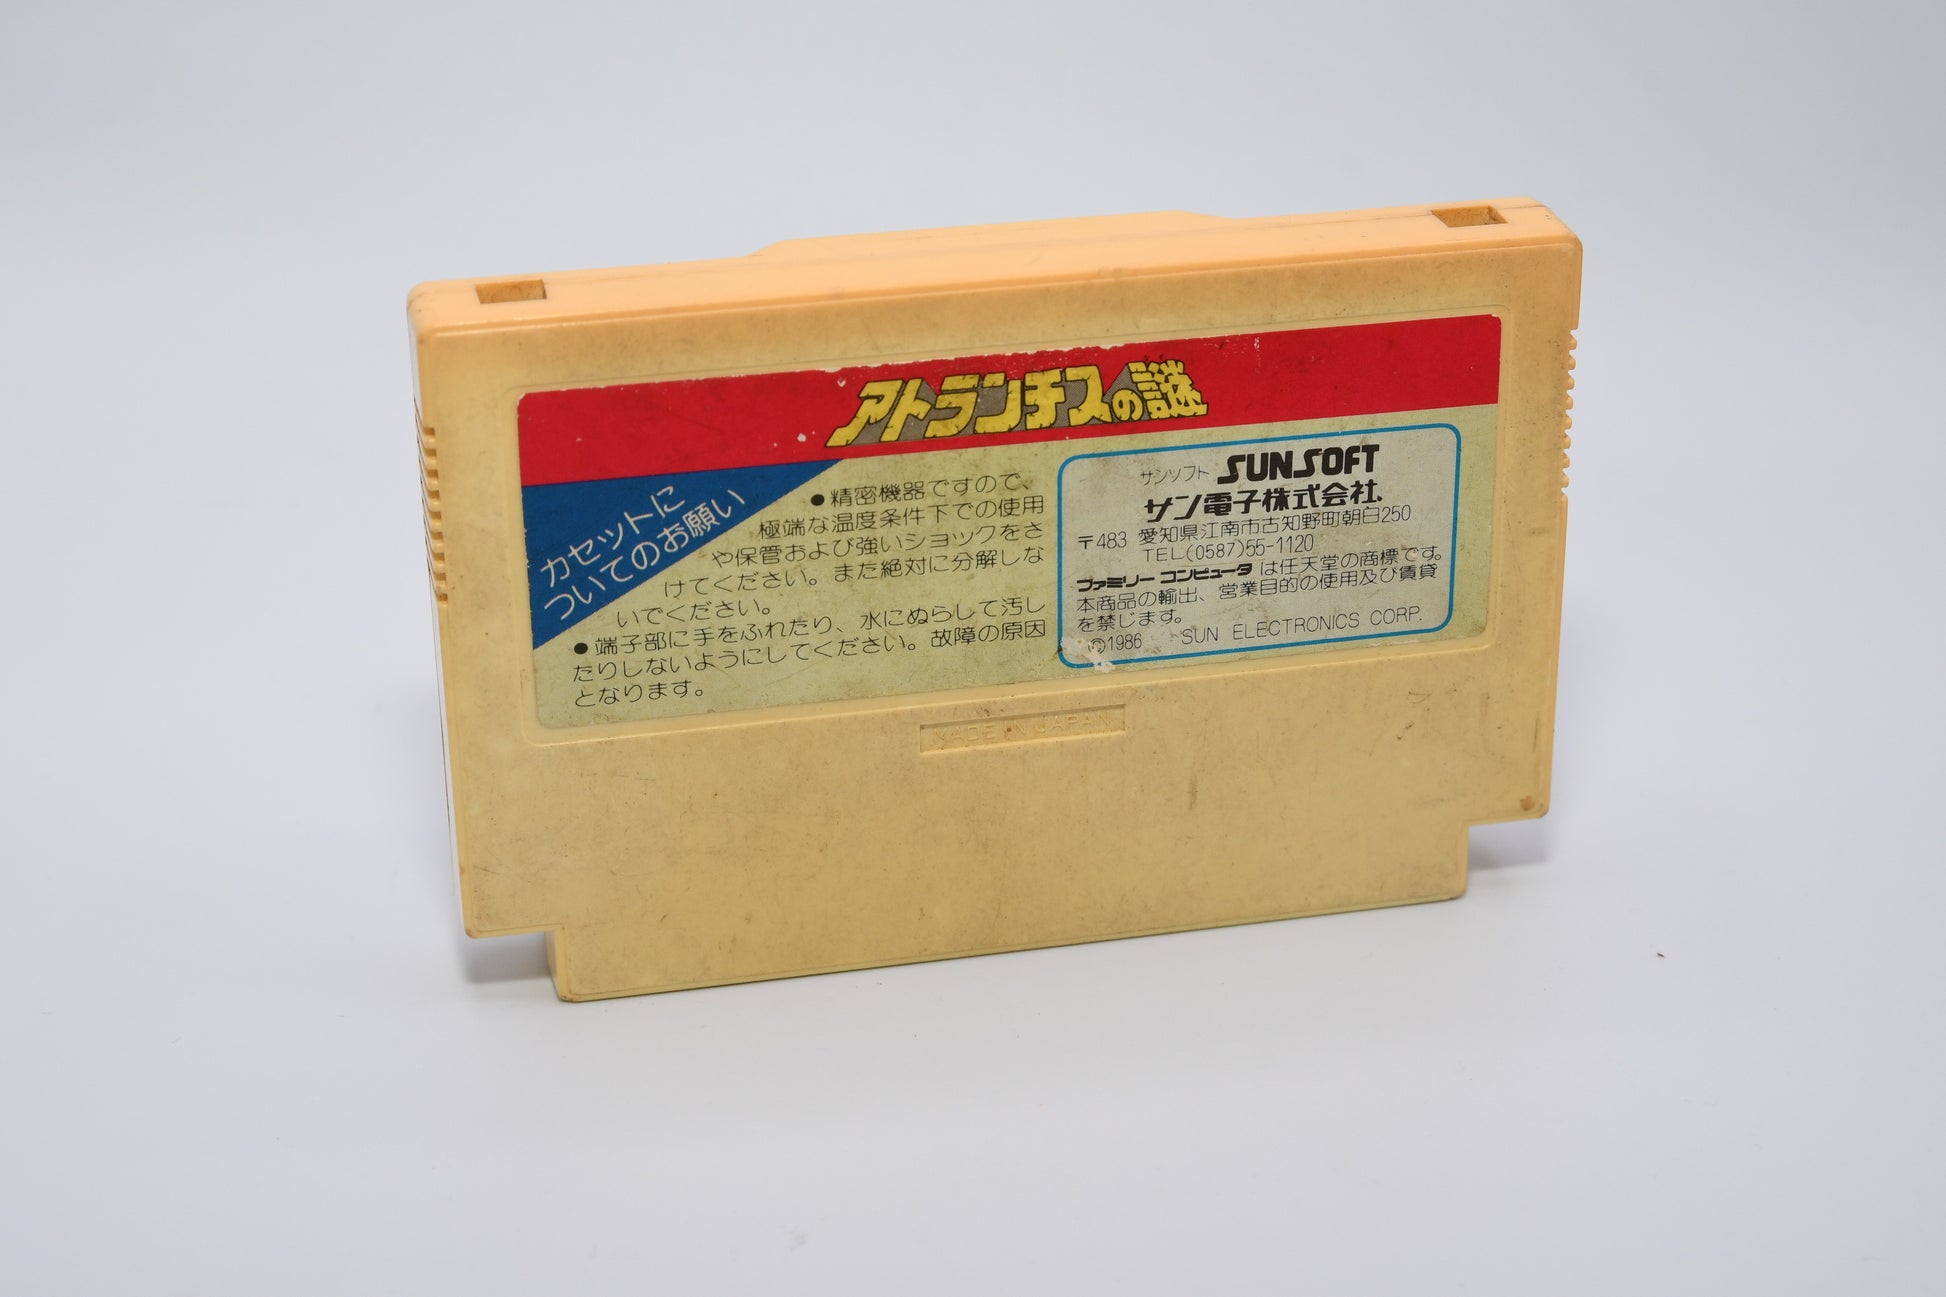 アトランチスの謎
カセットに
ついてのお願い
●精密機器ですので、
極端な温度条件下での使用
や保管および強いショックをさ
けてください。また絶対に分解しな
いでください。
●端子部に手をふれたり、水にぬらして汚し
たりしないようにしてください。故障の原因
となります。
サンソフト SUNSOFT
サン電子株式会社.
〒483 愛知県江南市古知野町朝日250
TEL(0587)55-1120
ファミリーコンピュータは任天堂の商標です。
本商品の輸出、営業目的の使用及び賃貸
を禁じます。
©1986 SUN ELECTRONICS CORP.
MADE IN JAPAN